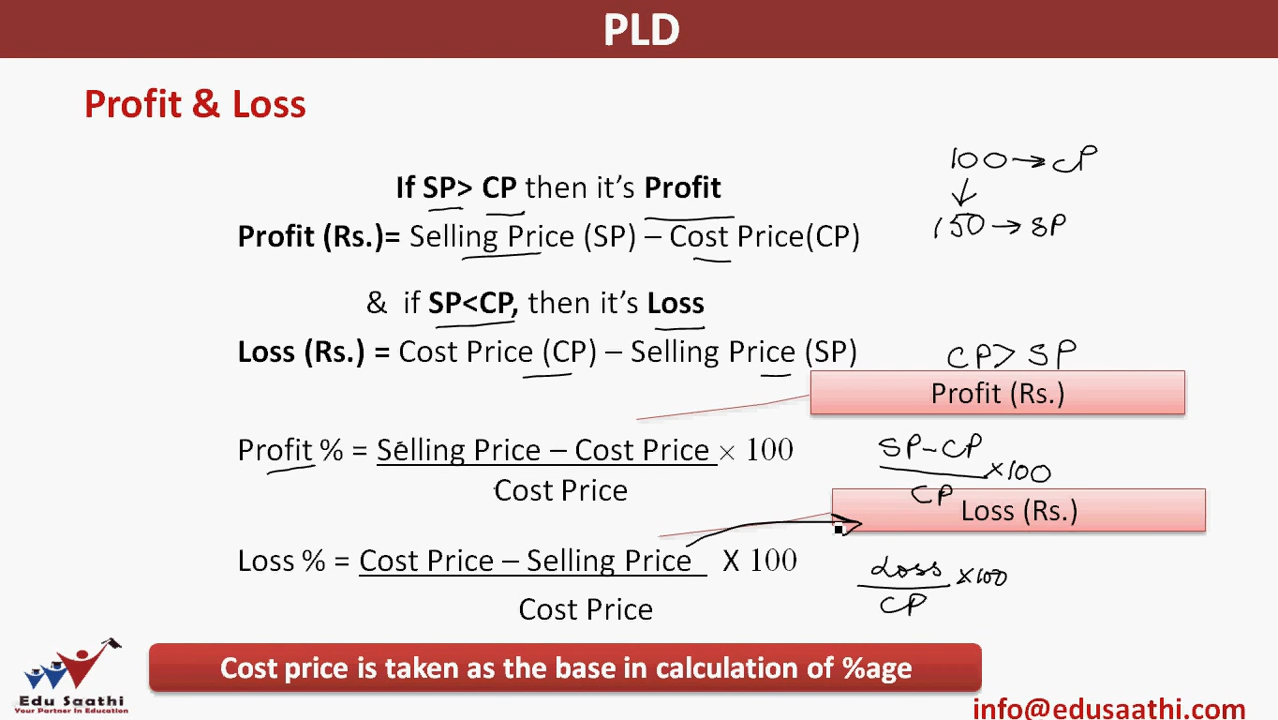 PLD
Profit & Loss
100 → CP
↓
150 → SP
If SP> CP then it's Profit
Profit (Rs.)= Selling Price (SP) – Cost Price(CP)
& if SP<CP, then it's Loss
Loss (Rs.) = Cost Price (CP) – Selling Price (SP)
CP > SP
Profit (Rs.)
Profit % = Selling Price – Cost Price × 100
Cost Price
SP-CP
×100
CP
Loss (Rs.)
Loss % = Cost Price – Selling Price X 100
Cost Price
Loss ×100
CP
Cost price is taken as the base in calculation of %age
Edu Saathi
Your Partner In Education
info@edusaathi.com